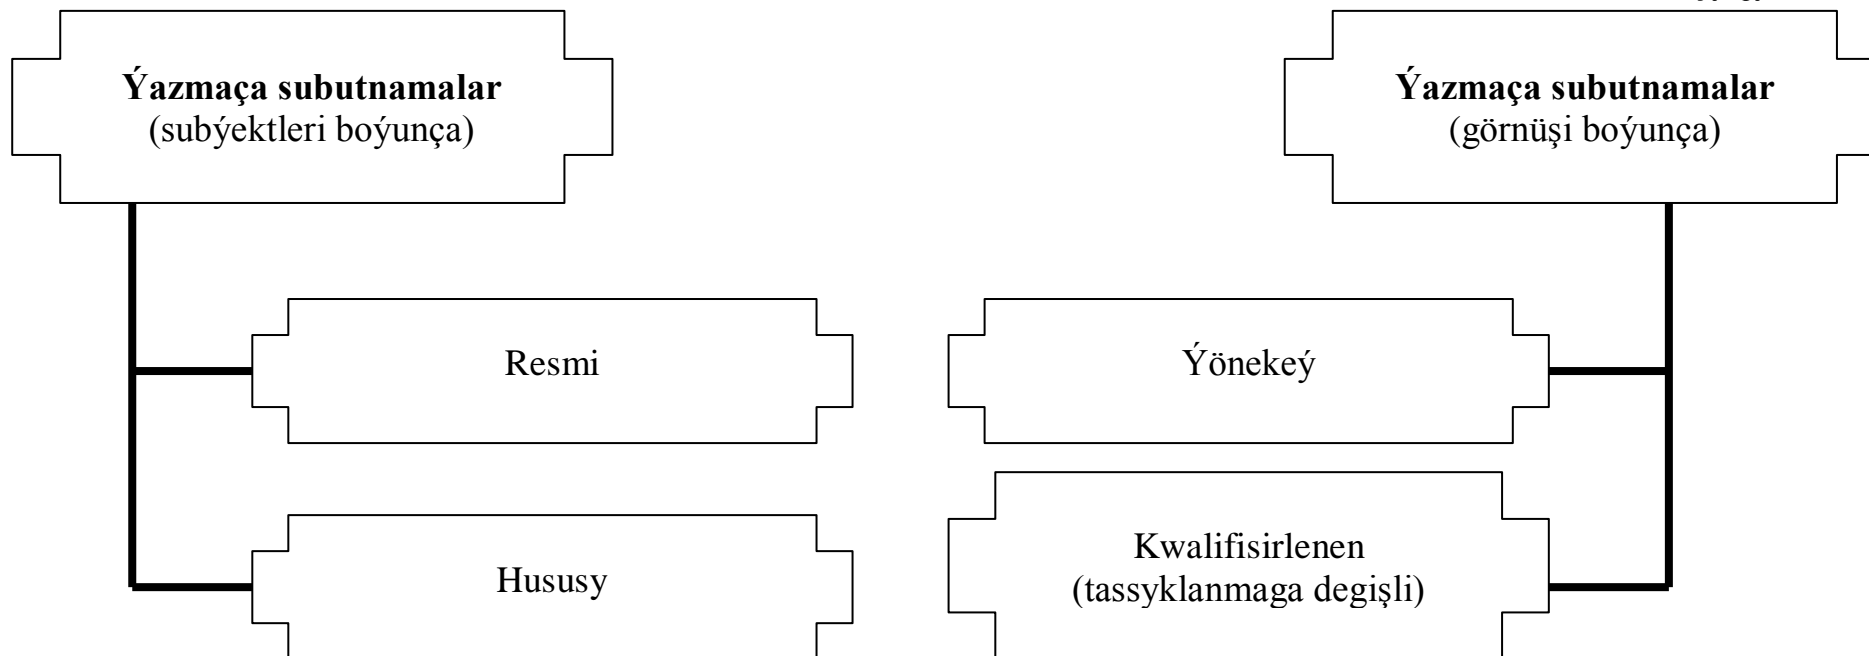 Ýazmaça subutnamalar
(subýektleri boýunça)
Ýazmaça subutnamalar
(görnüşi boýunça)
Resmi
Ýönekeý
Hususy
Kwalifisirlenen
(tassyklanmaga degişli)